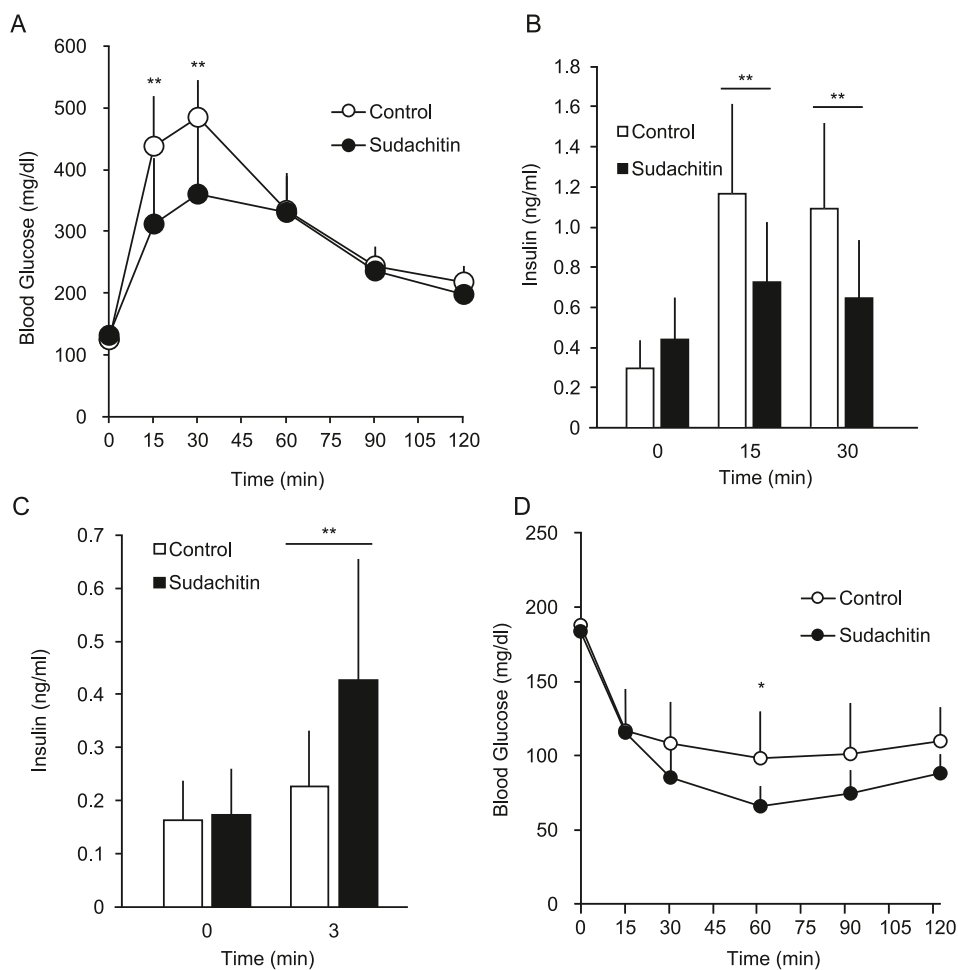 A
600
500
400
300
200
100
0
Blood Glucose (mg/dl)
** **
Control
Sudachitin
0 15 30 45 60 75 90 105 120
Time (min)
B
1.8
1.6
1.4
1.2
1.0
0.8
0.6
0.4
0.2
0
Insulin (ng/ml)
** **
Control
Sudachitin
0 15 30
Time (min)
C
0.7
0.6
0.5
0.4
0.3
0.2
0.1
0
Insulin (ng/ml)
**
Control
Sudachitin
0 3
Time (min)
D
250
200
150
100
50
0
Blood Glucose (mg/dl)
*
Control
Sudachitin
0 15 30 45 60 75 90 105 120
Time (min)